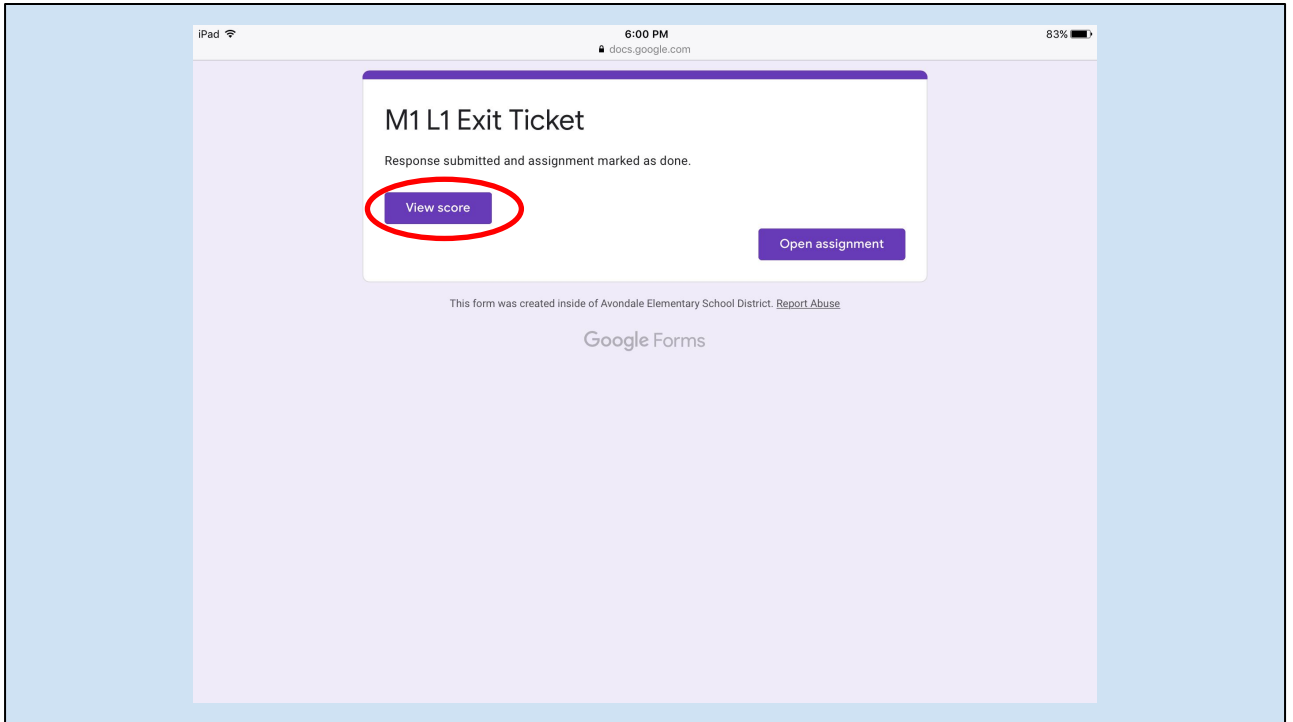 iPad 6:00 PM 83%
docs.google.com
M1 L1 Exit Ticket
Response submitted and assignment marked as done.
View score
Open assignment
This form was created inside of Avondale Elementary School District. Report Abuse
Google Forms